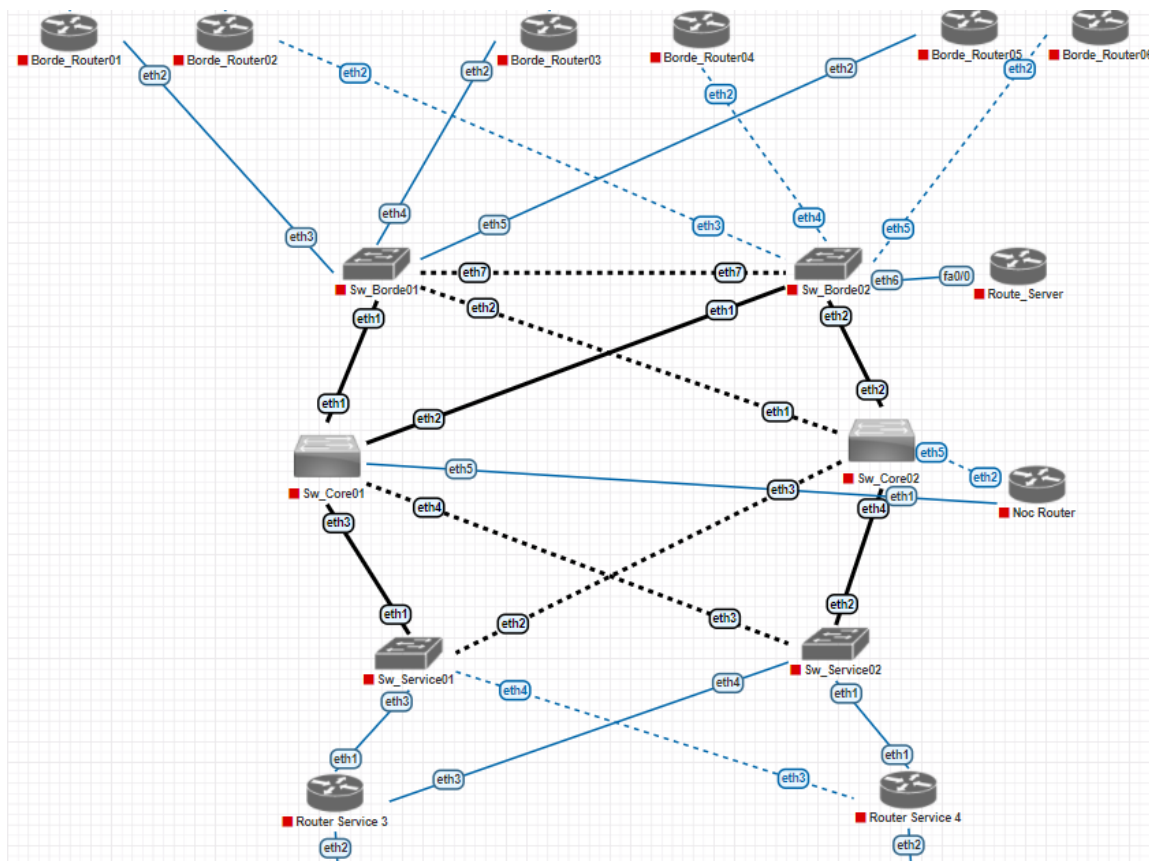 Borde_Router01
Borde_Router02
Borde_Router03
Borde_Router04
Borde_Router05
Borde_Router06
eth2
eth2
eth2
eth2
eth2
eth2
eth3
eth4
eth5
eth3
eth4
eth5
Sw_Borde01
eth7
eth7
Sw_Borde02
eth6
fa0/0
Route_Server
eth1
eth2
eth1
eth2
eth1
eth2
eth1
eth2
Sw_Core01
eth5
Sw_Core02
eth5
eth2
eth1
Noc Router
eth3
eth4
eth3
eth4
eth1
eth2
eth3
eth2
Sw_Service01
Sw_Service02
eth3
eth4
eth4
eth1
eth1
eth3
eth3
eth1
Router Service 3
Router Service 4
eth2
eth2